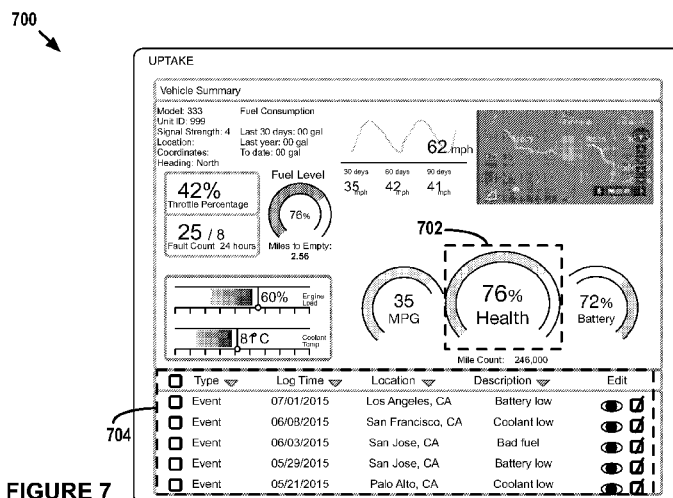 700
UPTAKE
Vehicle Summary
Model: 333
Unit ID: 999
Signal Strength: 4
Location:
Coordinates:
Heading: North
Fuel Consumption
Last 30 days: 00 gal
Last year: 00 gal
To date: 00 gal
62 mph
30 days 60 days 90 days
35 mph 42 mph 41 mph
42%
Throttle Percentage
25 / 8
Fault Count 24 hours
Fuel Level
76%
Miles to Empty:
2.56
702
60% Engine Load
81° C Coolant Temp
35
MPG
76%
Health
72%
Battery
Mile Count: 246,000
704
Type Log Time Location Description Edit
Event 07/01/2015 Los Angeles, CA Battery low
Event 06/08/2015 San Francisco, CA Coolant low
Event 06/03/2015 San Jose, CA Bad fuel
Event 05/29/2015 San Jose, CA Battery low
Event 05/21/2015 Palo Alto, CA Coolant low
FIGURE 7